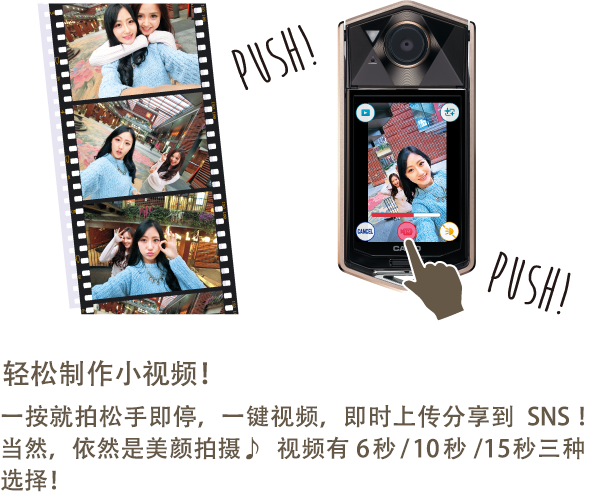 PUSH!
CANCEL
PUSH!
轻松制作小视频！
一按就拍松手即停，一键视频，即时上传分享到 SNS！
当然，依然是美颜拍摄♪ 视频有6秒/10秒/15秒三种
选择！